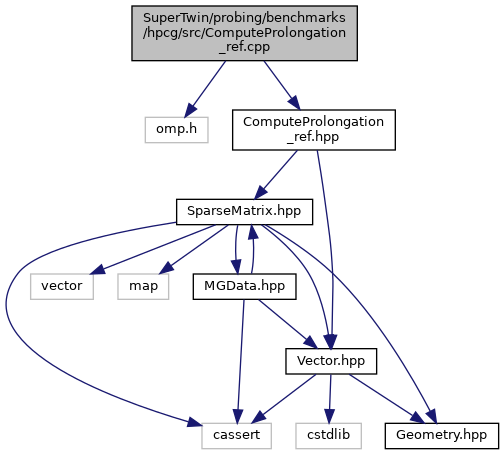 SuperTwin/probing/benchmarks
/hpcg/src/ComputeProlongation
_ref.cpp
omp.h
ComputeProlongation
_ref.hpp
SparseMatrix.hpp
vector
map
MGData.hpp
Vector.hpp
cassert
cstdlib
Geometry.hpp